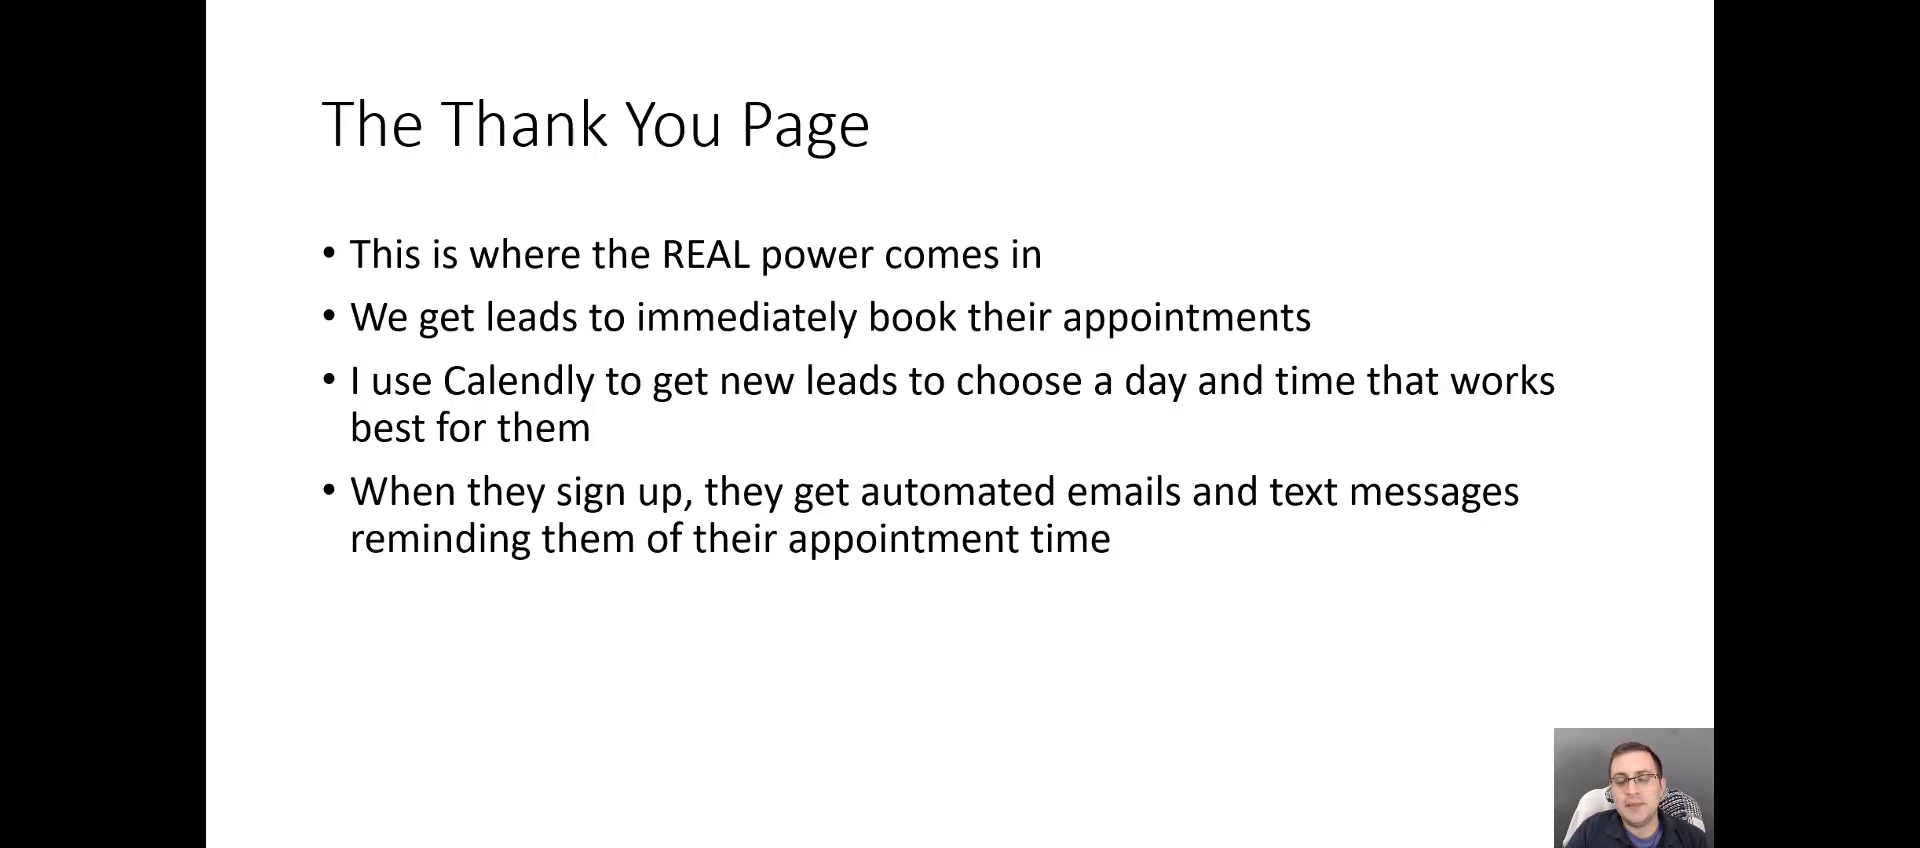 The Thank You Page
• This is where the REAL power comes in
• We get leads to immediately book their appointments
• I use Calendly to get new leads to choose a day and time that works
best for them
• When they sign up, they get automated emails and text messages
reminding them of their appointment time